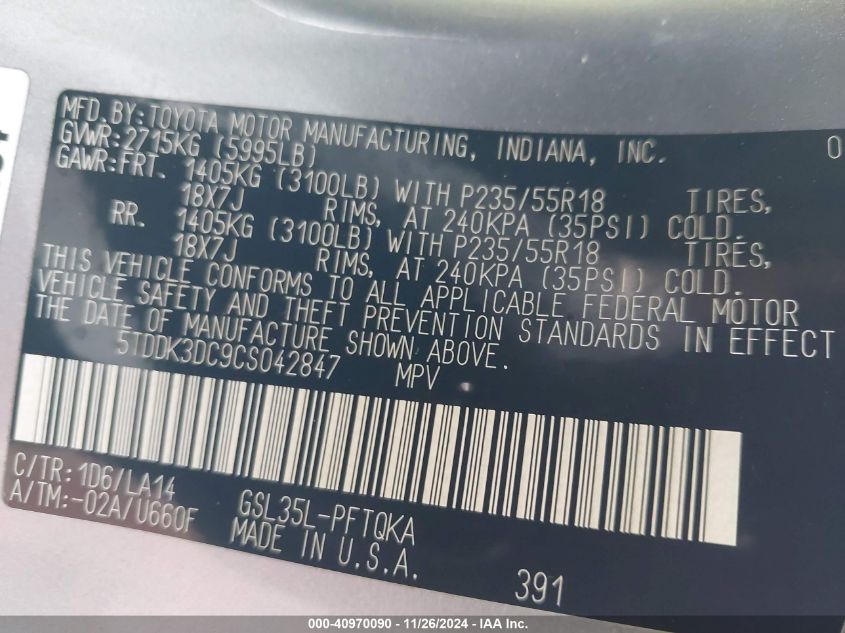 MFD. BY: TOYOTA MOTOR MANUFACTURING, INDIANA, INC. 0
GVWR: 2715KG (5995LB)
GAWR: FRT. 1405KG (3100LB) WITH P235/55R18 TIRES,
18X7J RIMS, AT 240KPA (35PSI) COLD.
RR. 1405KG (3100LB) WITH P235/55R18 TIRES,
18X7J RIMS, AT 240KPA (35PSI) COLD.
THIS VEHICLE CONFORMS TO ALL APPLICABLE FEDERAL MOTOR
VEHICLE SAFETY AND THEFT PREVENTION STANDARDS IN EFFECT
THE DATE OF MANUFACTURE SHOWN ABOVE.
5TDDK3DC9CS042847 MPV
C/TR: 1D6/LA14
A/TM: -02A/U660F
GSL35L-PFTQKA
MADE IN U.S.A.
391
000-40970090 - 11/26/2024 - IAA Inc.